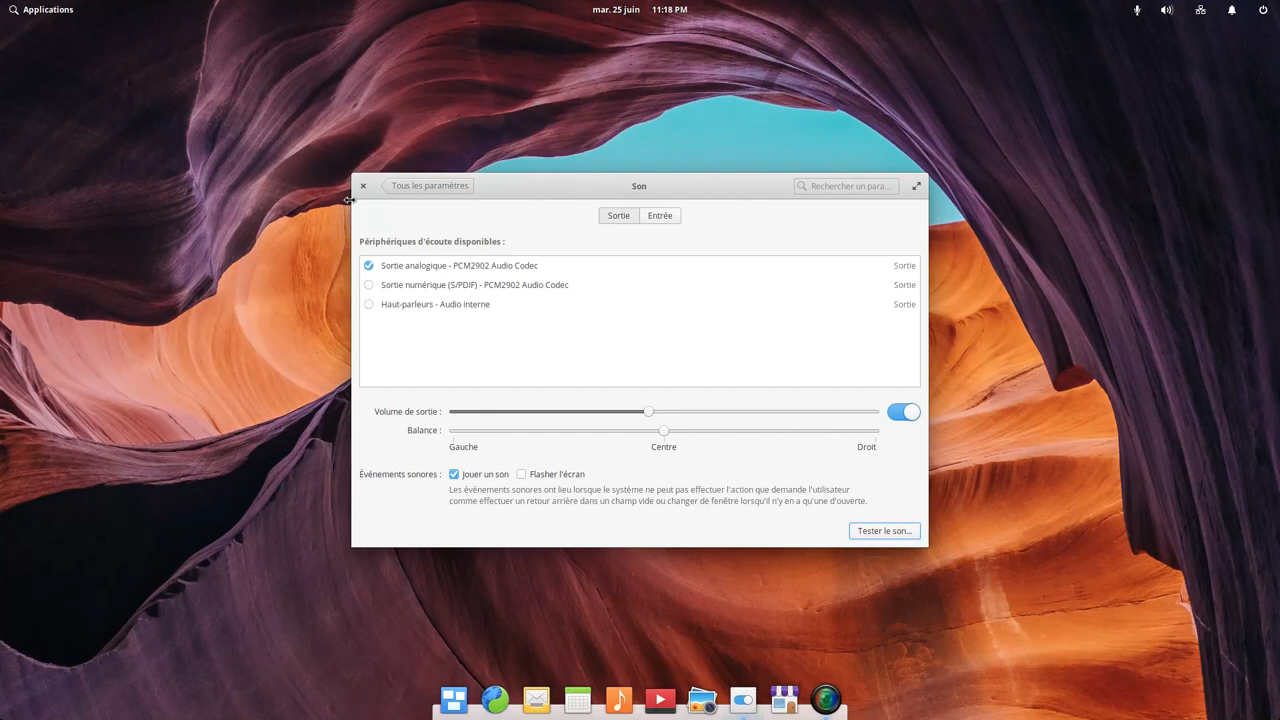 Applications
mar. 25 juin 11:18 PM
Tous les paramètres
Son
Rechercher un para...
Sortie Entrée
Périphériques d'écoute disponibles :
Sortie analogique - PCM2902 Audio Codec Sortie
Sortie numérique (S/PDIF) - PCM2902 Audio Codec Sortie
Haut-parleurs - Audio interne Sortie
Volume de sortie :
Balance :
Gauche Centre Droit
Événements sonores : Jouer un son Flasher l'écran
Les événements sonores ont lieu lorsque le système ne peut pas effectuer l'action que demande l'utilisateur
comme effectuer un retour arrière dans un champ vide ou changer de fenêtre lorsqu'il n'y en a qu'une d'ouverte.
Tester le son...